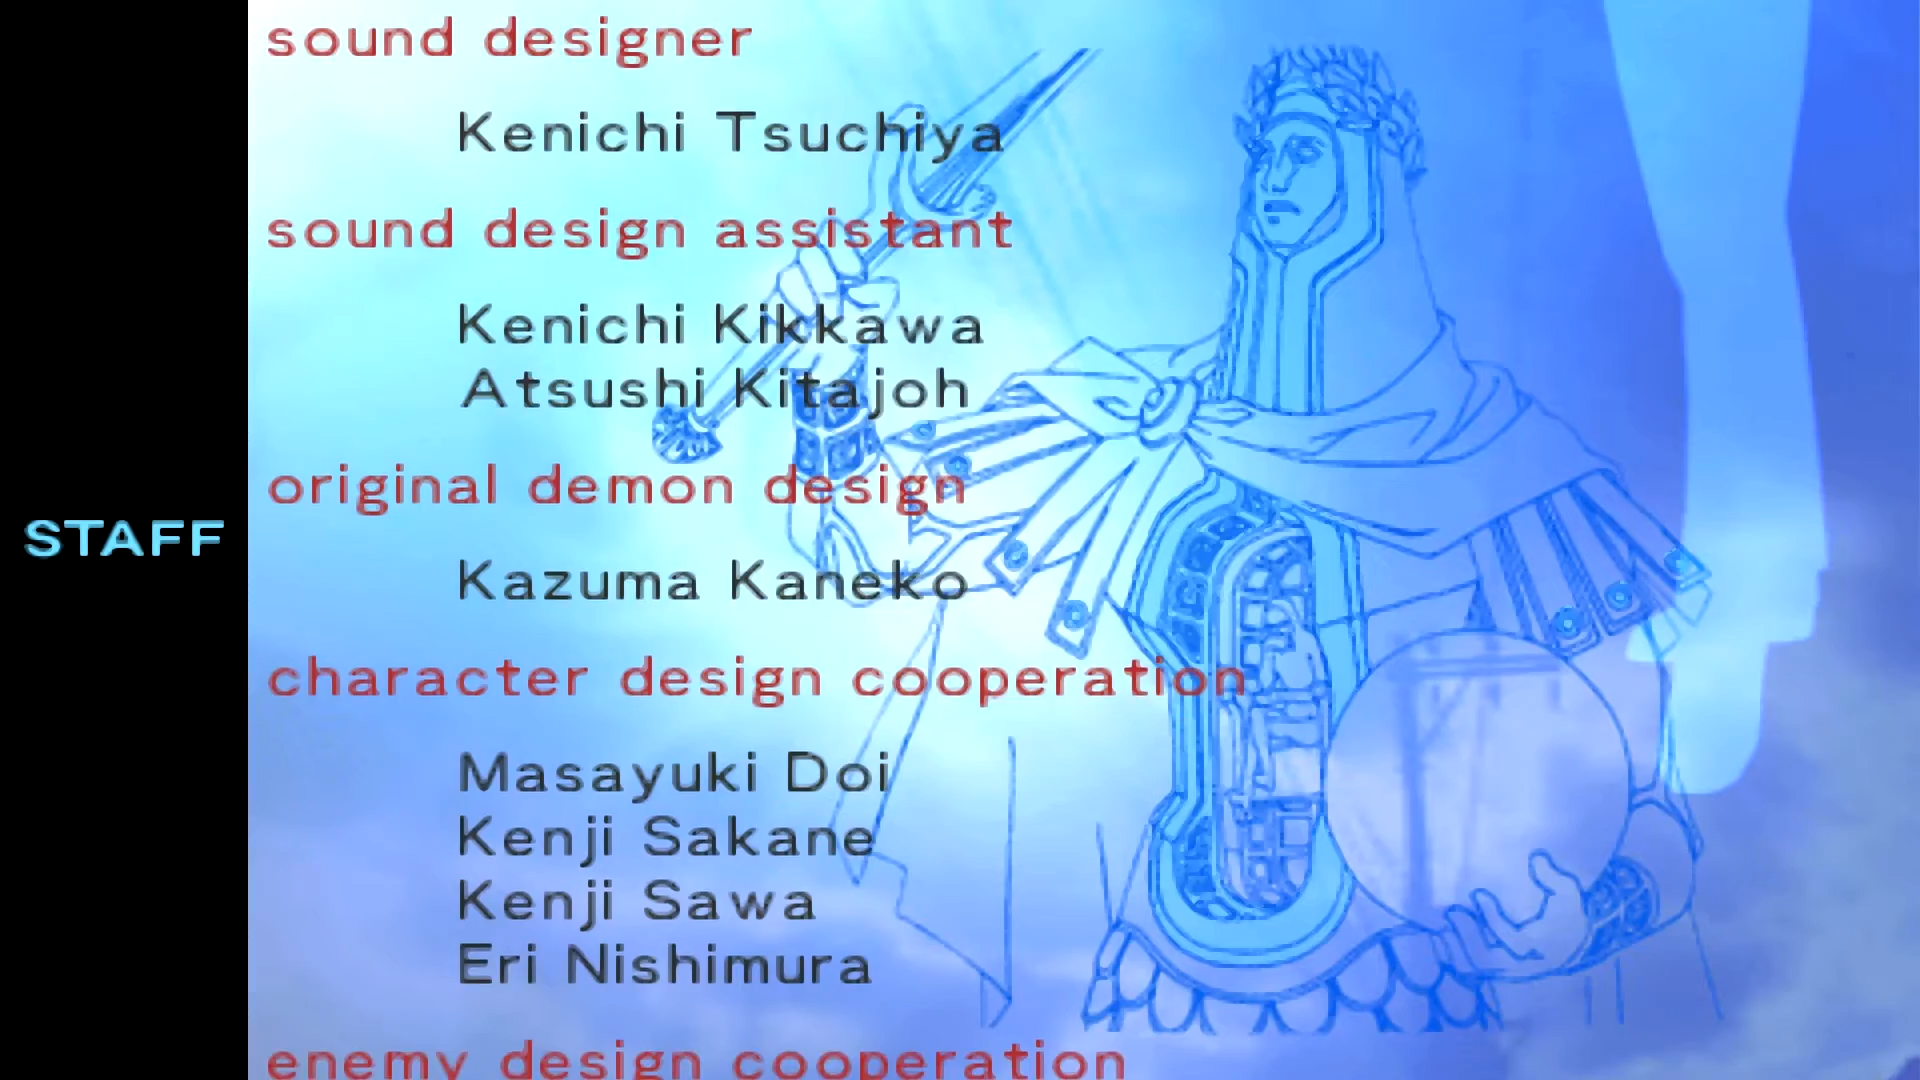 STAFF
sound designer
Kenichi Tsuchiya
sound design assistant
Kenichi Kikkawa
Atsushi Kitajoh
original demon design
Kazuma Kaneko
character design cooperation
Masayuki Doi
Kenji Sakane
Kenji Sawa
Eri Nishimura
enemy design cooperation